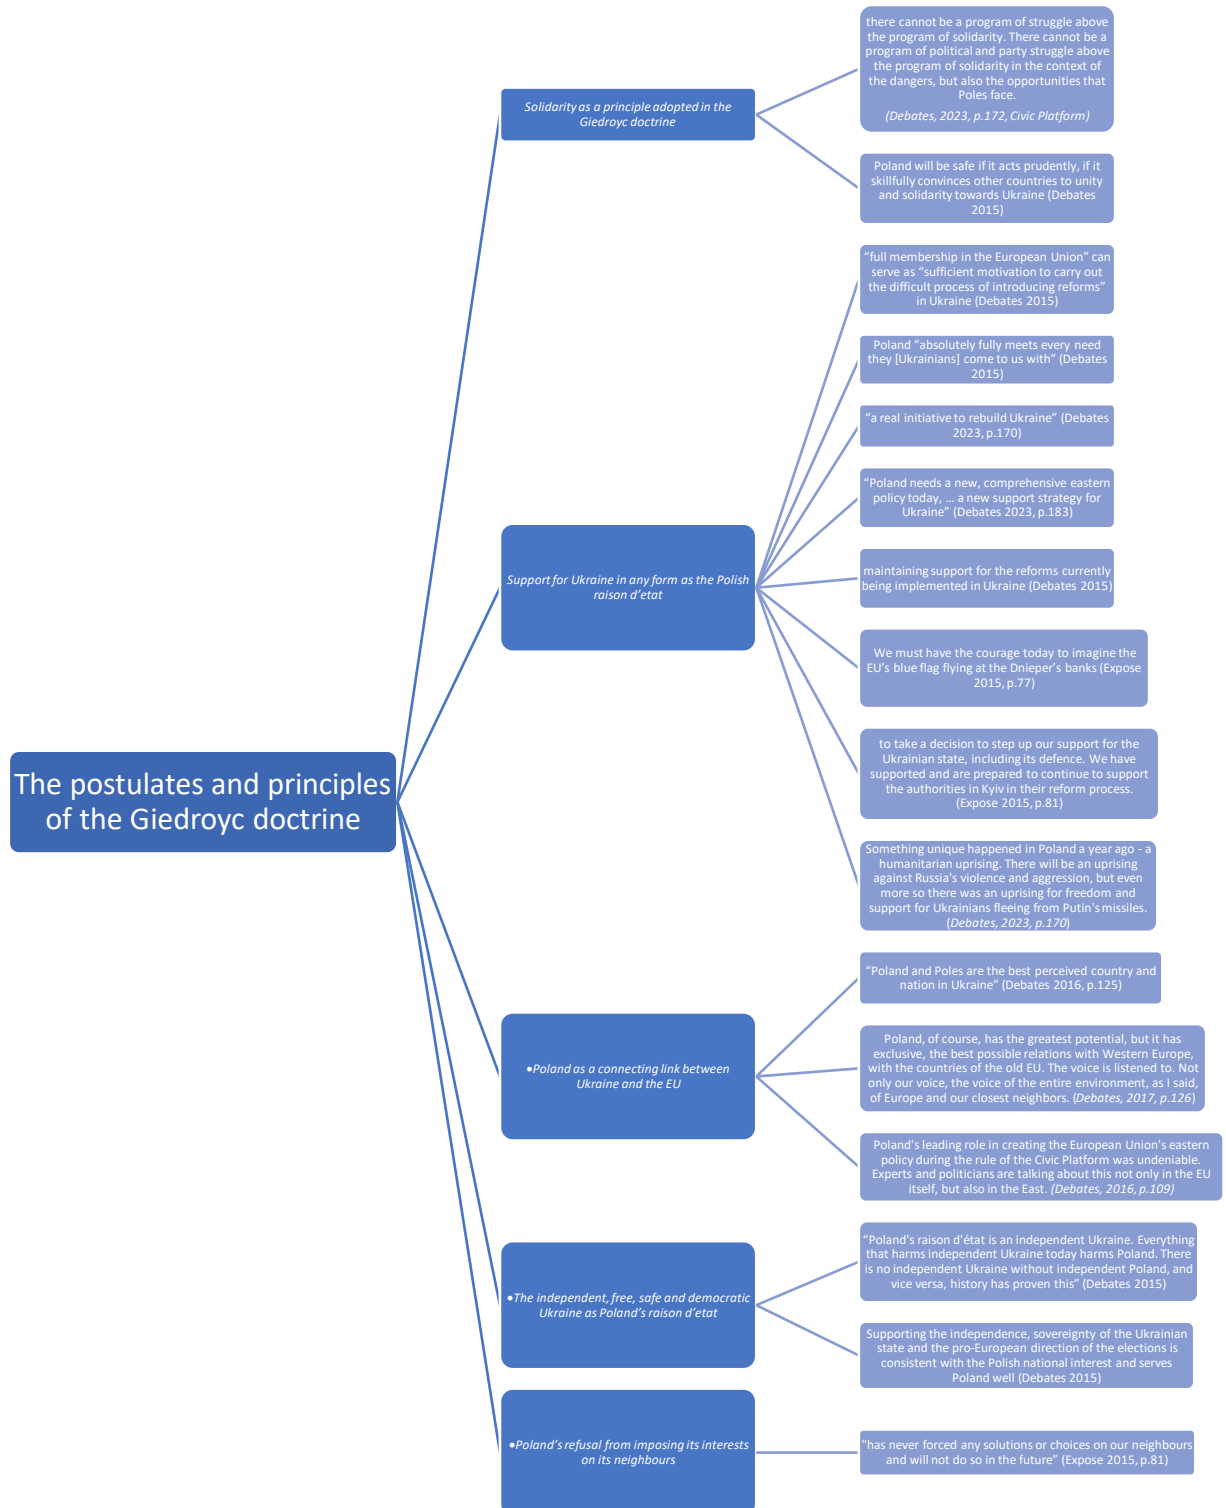 The postulates and principles
of the Giedroyc doctrine
Solidarity as a principle adopted in the
Giedroyc doctrine
there cannot be a program of struggle above
the program of solidarity. There cannot be a
program of political and party struggle above
the program of solidarity in the context of
the dangers, but also the opportunities that
Poles face.
(Debates, 2023, p.172, Civic Platform)
Poland will be safe if it acts prudently, if it
skillfully convinces other countries to unity
and solidarity towards Ukraine (Debates
2015)
Support for Ukraine in any form as the Polish
raison d’etat
“full membership in the European Union” can
serve as “sufficient motivation to carry out
the difficult process of introducing reforms”
in Ukraine (Debates 2015)
Poland “absolutely fully meets every need
they [Ukrainians] come to us with” (Debates
2015)
“a real initiative to rebuild Ukraine” (Debates
2023, p.170)
“Poland needs a new, comprehensive eastern
policy today, … a new support strategy for
Ukraine” (Debates 2023, p.183)
maintaining support for the reforms currently
being implemented in Ukraine (Debates 2015)
We must have the courage today to imagine the
EU’s blue flag flying at the Dnieper’s banks (Expose
2015, p.77)
to take a decision to step up our support for the
Ukrainian state, including its defence. We have
supported and are prepared to continue to support
the authorities in Kyiv in their reform process.
(Expose 2015, p.81)
Something unique happened in Poland a year ago - a
humanitarian uprising. There will be an uprising
against Russia's violence and aggression, but even
more so there was an uprising for freedom and
support for Ukrainians fleeing from Putin's missiles.
(Debates, 2023, p.170)
•Poland as a connecting link between
Ukraine and the EU
“Poland and Poles are the best perceived country and
nation in Ukraine” (Debates 2016, p.125)
Poland, of course, has the greatest potential, but it has
exclusive, the best possible relations with Western Europe,
with the countries of the old EU. The voice is listened to. Not
only our voice, the voice of the entire environment, as I said,
of Europe and our closest neighbors. (Debates, 2017, p.126)
Poland's leading role in creating the European Union's eastern
policy during the rule of the Civic Platform was undeniable.
Experts and politicians are talking about this not only in the EU
itself, but also in the East. (Debates, 2016, p.109)
•The independent, free, safe and democratic
Ukraine as Poland’s raison d’etat
“Poland's raison d'état is an independent Ukraine. Everything
that harms independent Ukraine today harms Poland. There
is no independent Ukraine without independent Poland, and
vice versa, history has proven this” (Debates 2015)
Supporting the independence, sovereignty of the Ukrainian
state and the pro-European direction of the elections is
consistent with the Polish national interest and serves
Poland well (Debates 2015)
•Poland’s refusal from imposing its interests
on its neighbours
"has never forced any solutions or choices on our neighbours
and will not do so in the future” (Expose 2015, p.81)